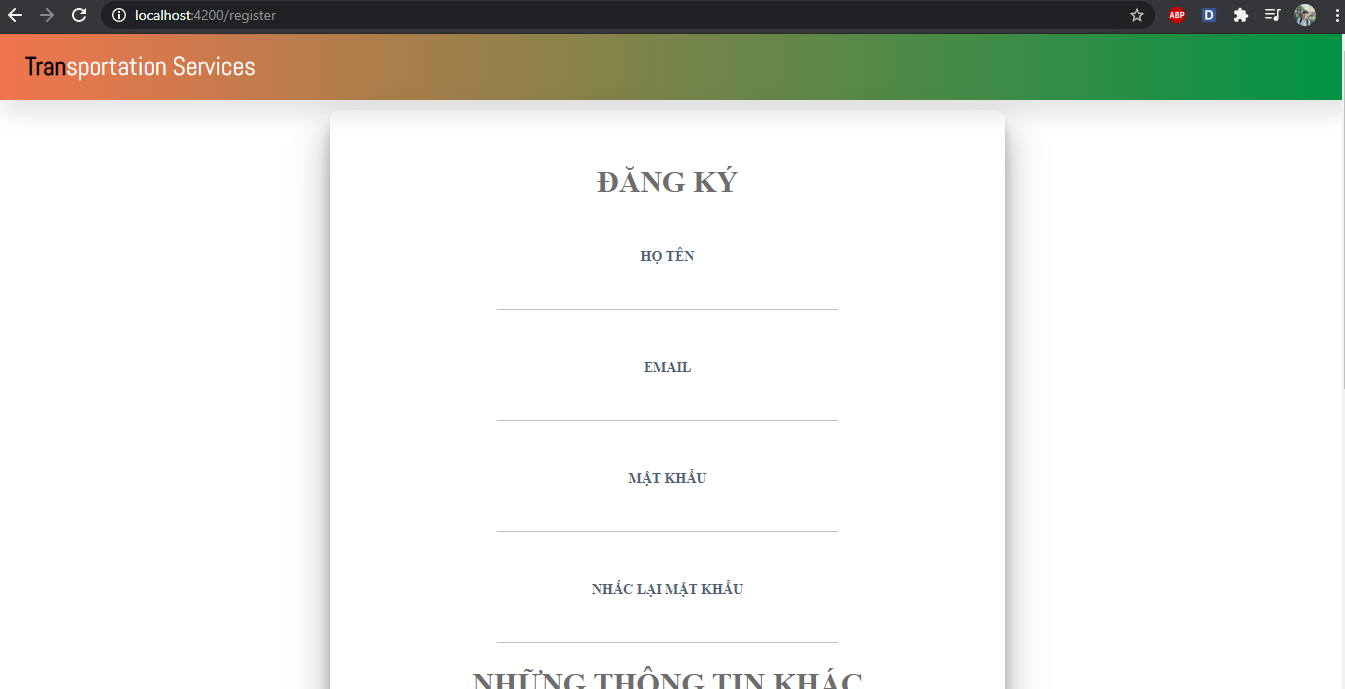 localhost:4200/register
ABP
D
Transportation Services
ĐĂNG KÝ
HỌ TÊN
EMAIL
MẬT KHẨU
NHẮC LẠI MẬT KHẨU
NHỮNG THÔNG TIN KHÁC